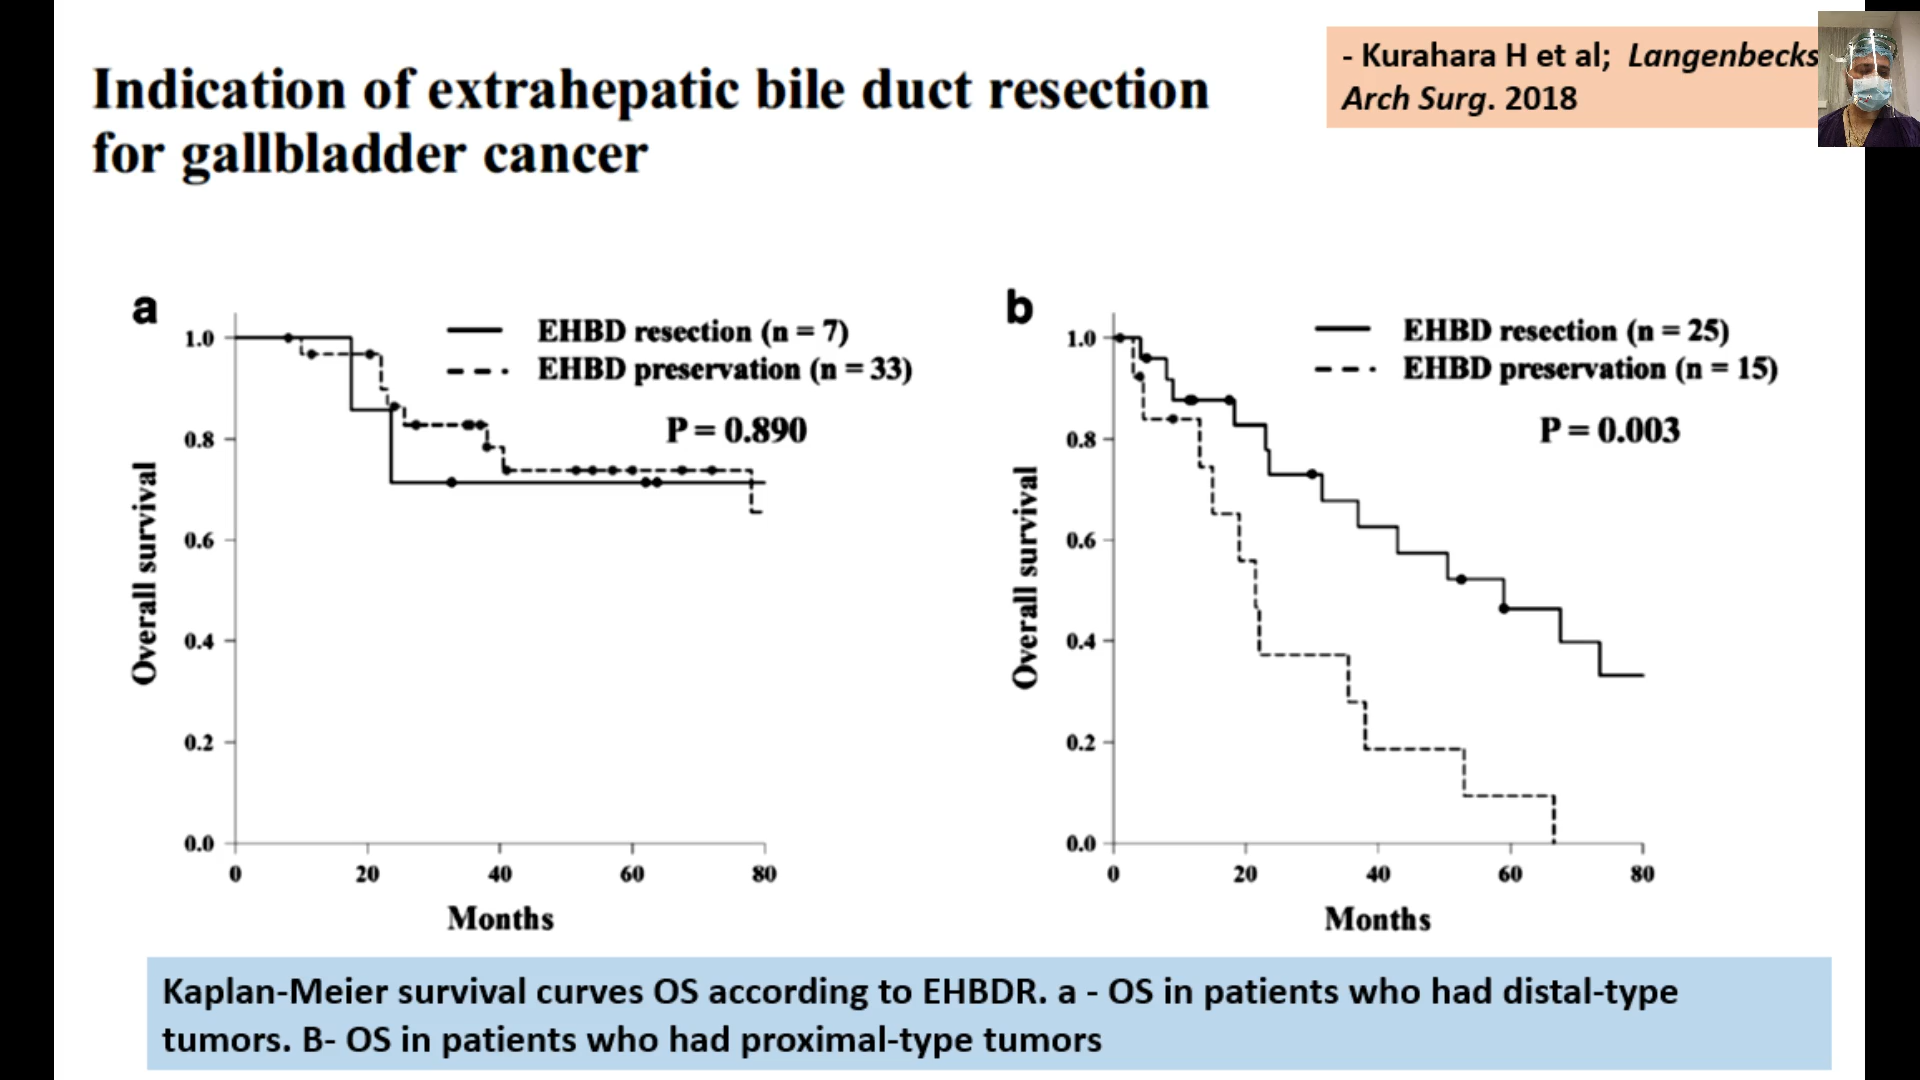 Indication of extrahepatic bile duct resection
for gallbladder cancer
- Kurahara H et al; Langenbecks
Arch Surg. 2018
a
EHBD resection (n = 7)
EHBD preservation (n = 33)
P = 0.890
Overall survival
1.0
0.8
0.6
0.4
0.2
0.0
0 20 40 60 80
Months
b
EHBD resection (n = 25)
EHBD preservation (n = 15)
P = 0.003
Overall survival
1.0
0.8
0.6
0.4
0.2
0.0
0 20 40 60 80
Months
Kaplan-Meier survival curves OS according to EHBDR. a - OS in patients who had distal-type
tumors. B- OS in patients who had proximal-type tumors